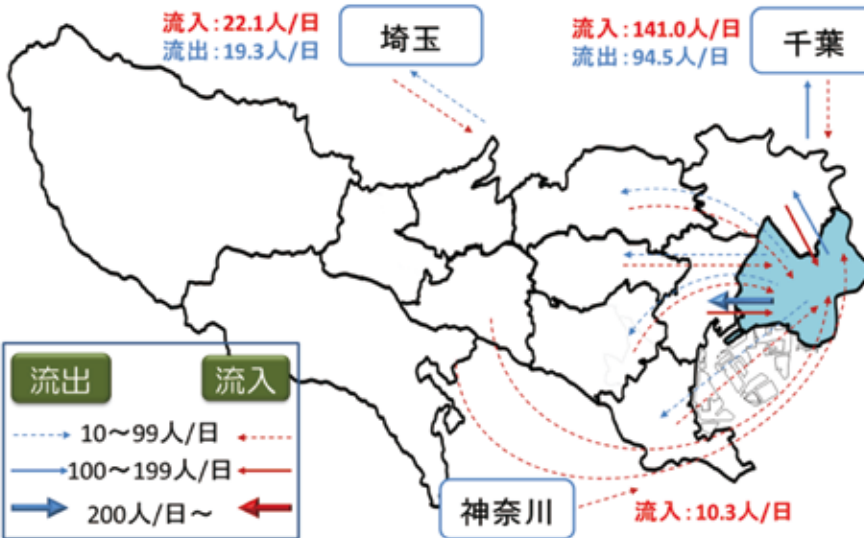 流入:22.1人/日
流出:19.3人/日
埼玉
流入:141.0人/日
流出:94.5人/日
千葉
流出
流入
10～99人/日
100～199人/日
200人/日～
神奈川
流入:10.3人/日